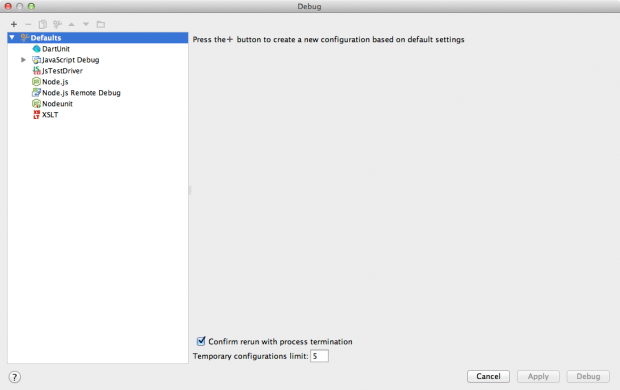 Debug
Defaults
Press the + button to create a new configuration based on default settings
DartUnit
JavaScript Debug
JsTestDriver
Node.js
Node.js Remote Debug
Nodeunit
XSLT
Confirm rerun with process termination
Temporary configurations limit: 5
? Cancel Apply Debug